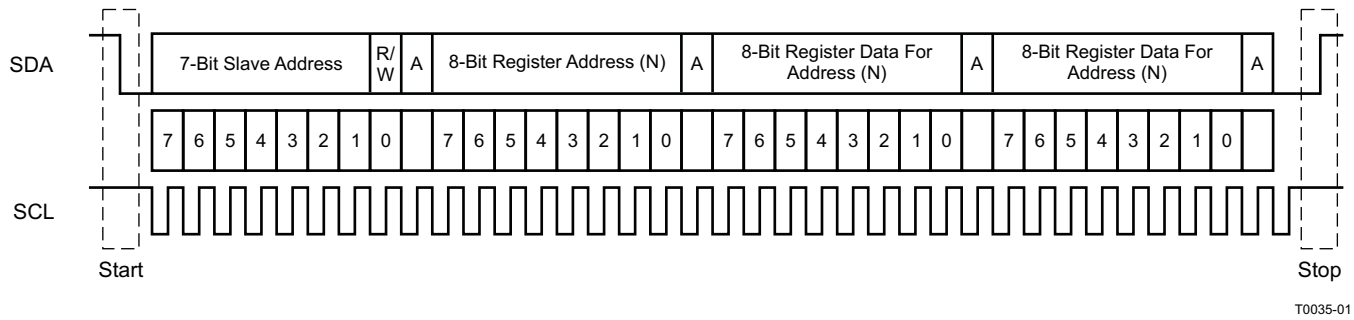 SDA
7-Bit Slave Address
R/
W
A
8-Bit Register Address (N)
A
8-Bit Register Data For
Address (N)
A
8-Bit Register Data For
Address (N)
A
7 6 5 4 3 2 1 0 7 6 5 4 3 2 1 0 7 6 5 4 3 2 1 0 7 6 5 4 3 2 1 0
SCL
Start
Stop
T0035-01